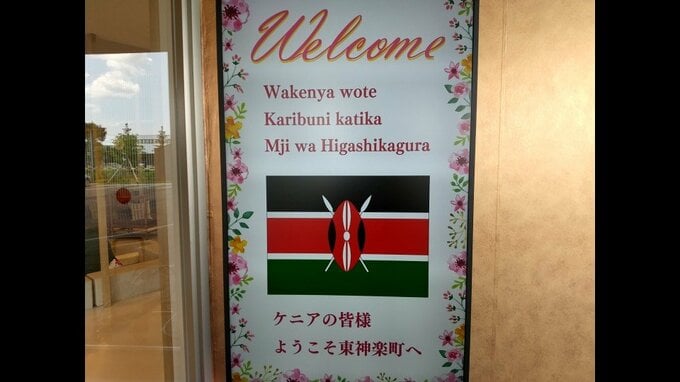 Welcome
Wakenya wote
Karibuni katika
Mji wa Higashikagura
ケニアの皆様
ようこそ東神楽町へ